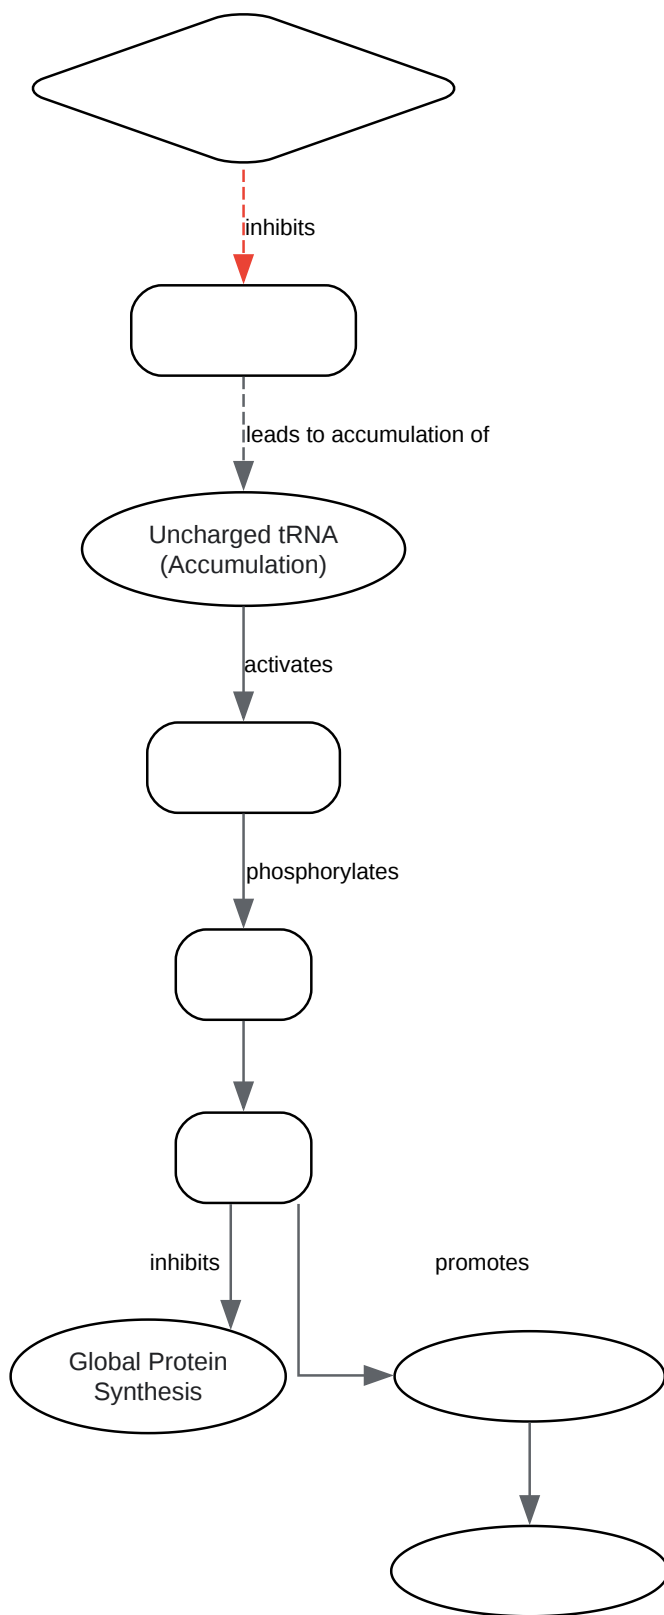 inhibits
leads to accumulation of
Uncharged tRNA
(Accumulation)
activates
phosphorylates
inhibits
promotes
Global Protein
Synthesis